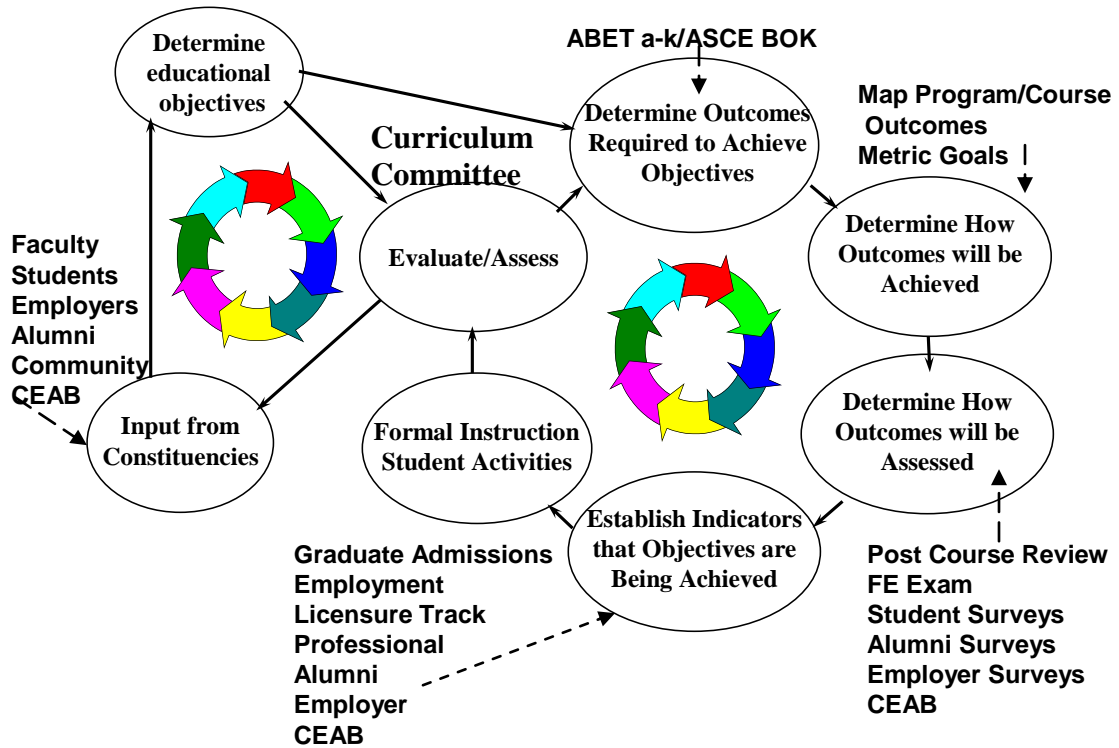 Determine
educational
objectives
ABET a-k/ASCE BOK
Determine Outcomes
Required to Achieve
Objectives
Map Program/Course
Outcomes
Metric Goals
Curriculum
Committee
Evaluate/Assess
Determine How
Outcomes will be
Achieved
Faculty
Students
Employers
Alumni
Community
CEAB
Input from
Constituencies
Formal Instruction
Student Activities
Determine How
Outcomes will be
Assessed
Establish Indicators
that Objectives are
Being Achieved
Graduate Admissions
Employment
Licensure Track
Professional
Alumni
Employer
CEAB
Post Course Review
FE Exam
Student Surveys
Alumni Surveys
Employer Surveys
CEAB